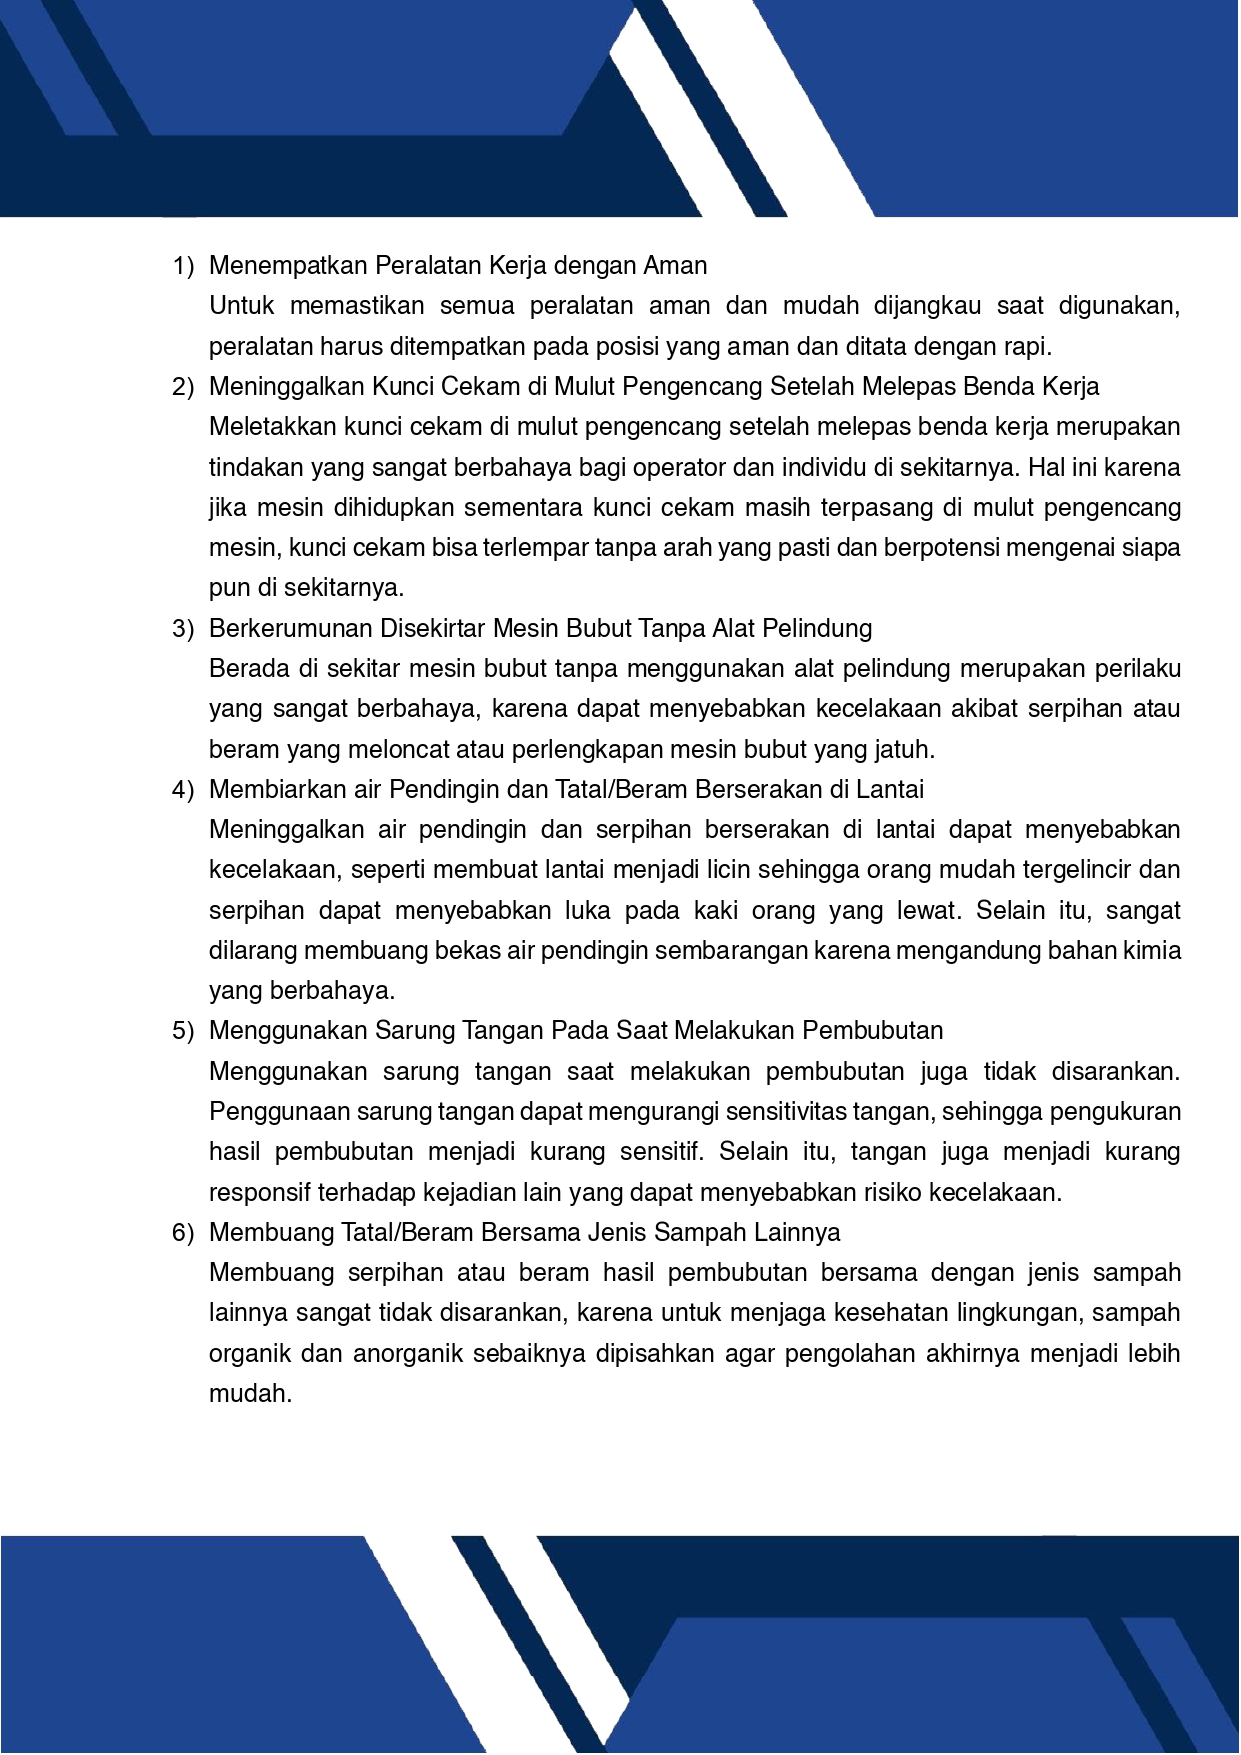 1) Menempatkan Peralatan Kerja dengan Aman
Untuk memastikan semua peralatan aman dan mudah dijangkau saat digunakan,
peralatan harus ditempatkan pada posisi yang aman dan ditata dengan rapi.
2) Meninggalkan Kunci Cekam di Mulut Pengencang Setelah Melepas Benda Kerja
Meletakkan kunci cekam di mulut pengencang setelah melepas benda kerja merupakan
tindakan yang sangat berbahaya bagi operator dan individu di sekitarnya. Hal ini karena
jika mesin dihidupkan sementara kunci cekam masih terpasang di mulut pengencang
mesin, kunci cekam bisa terlempar tanpa arah yang pasti dan berpotensi mengenai siapa
pun di sekitarnya.
3) Berkerumunan Disekirtar Mesin Bubut Tanpa Alat Pelindung
Berada di sekitar mesin bubut tanpa menggunakan alat pelindung merupakan perilaku
yang sangat berbahaya, karena dapat menyebabkan kecelakaan akibat serpihan atau
beram yang meloncat atau perlengkapan mesin bubut yang jatuh.
4) Membiarkan air Pendingin dan Tatal/Beram Berserakan di Lantai
Meninggalkan air pendingin dan serpihan berserakan di lantai dapat menyebabkan
kecelakaan, seperti membuat lantai menjadi licin sehingga orang mudah tergelincir dan
serpihan dapat menyebabkan luka pada kaki orang yang lewat. Selain itu, sangat
dilarang membuang bekas air pendingin sembarangan karena mengandung bahan kimia
yang berbahaya.
5) Menggunakan Sarung Tangan Pada Saat Melakukan Pembubutan
Menggunakan sarung tangan saat melakukan pembubutan juga tidak disarankan.
Penggunaan sarung tangan dapat mengurangi sensitivitas tangan, sehingga pengukuran
hasil pembubutan menjadi kurang sensitif. Selain itu, tangan juga menjadi kurang
responsif terhadap kejadian lain yang dapat menyebabkan risiko kecelakaan.
6) Membuang Tatal/Beram Bersama Jenis Sampah Lainnya
Membuang serpihan atau beram hasil pembubutan bersama dengan jenis sampah
lainnya sangat tidak disarankan, karena untuk menjaga kesehatan lingkungan, sampah
organik dan anorganik sebaiknya dipisahkan agar pengolahan akhirnya menjadi lebih
mudah.